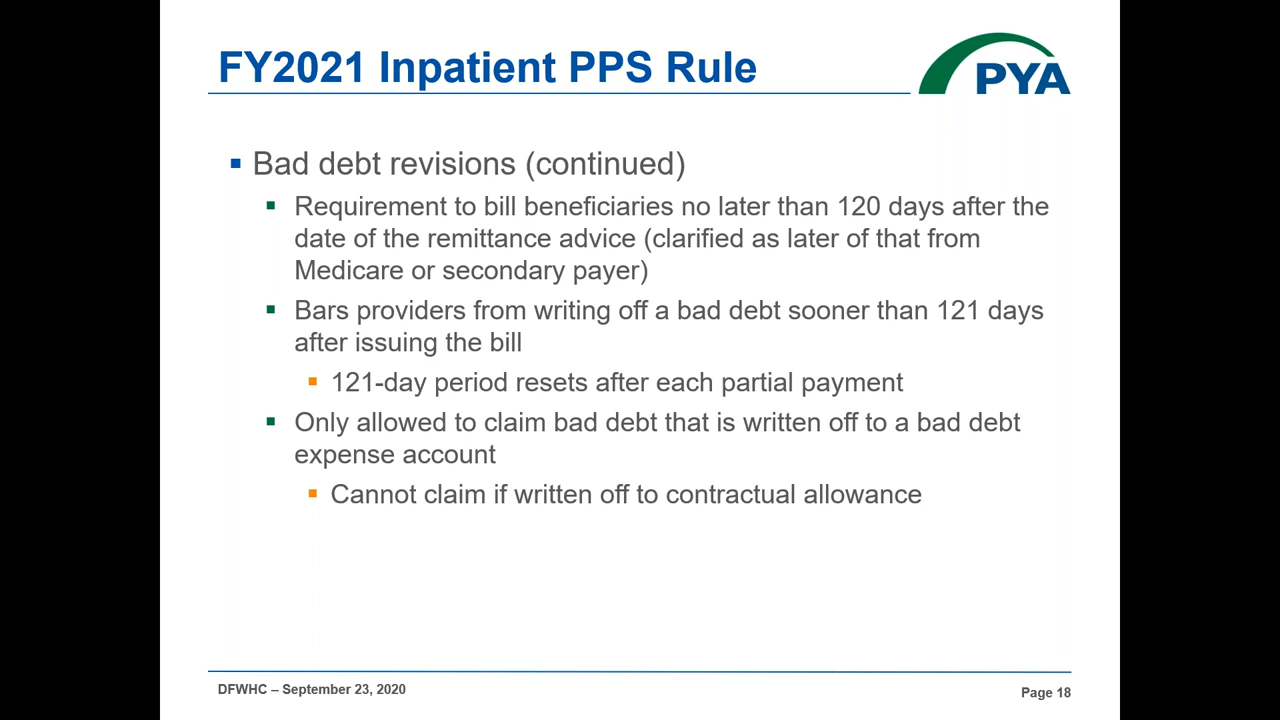 FY2021 Inpatient PPS Rule
PYA
Bad debt revisions (continued)
Requirement to bill beneficiaries no later than 120 days after the
date of the remittance advice (clarified as later of that from
Medicare or secondary payer)
Bars providers from writing off a bad debt sooner than 121 days
after issuing the bill
121-day period resets after each partial payment
Only allowed to claim bad debt that is written off to a bad debt
expense account
Cannot claim if written off to contractual allowance
DFWHC – September 23, 2020
Page 18